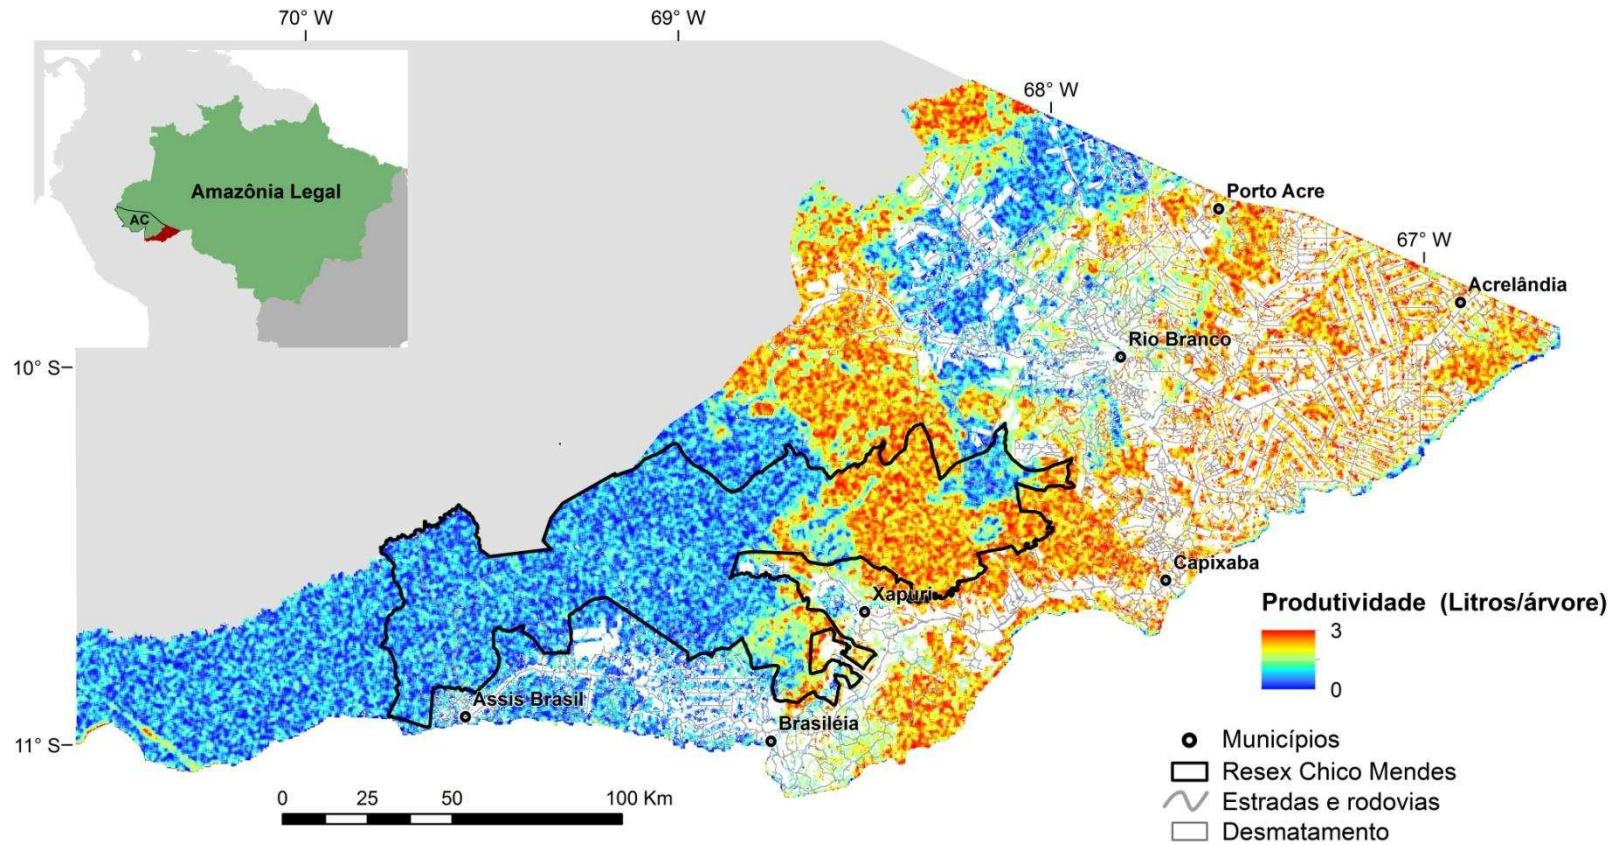 70° W
69° W
68° W
67° W
Amazônia Legal
AC
Porto Acre
Acrelândia
Rio Branco
10° S
Capixaba
Xapuri
Assis Brasil
Brasiléia
11° S
Produtividade (Litros/árvore)
3
0
Municípios
Resex Chico Mendes
Estradas e rodovias
Desmatamento
0 25 50 100 Km